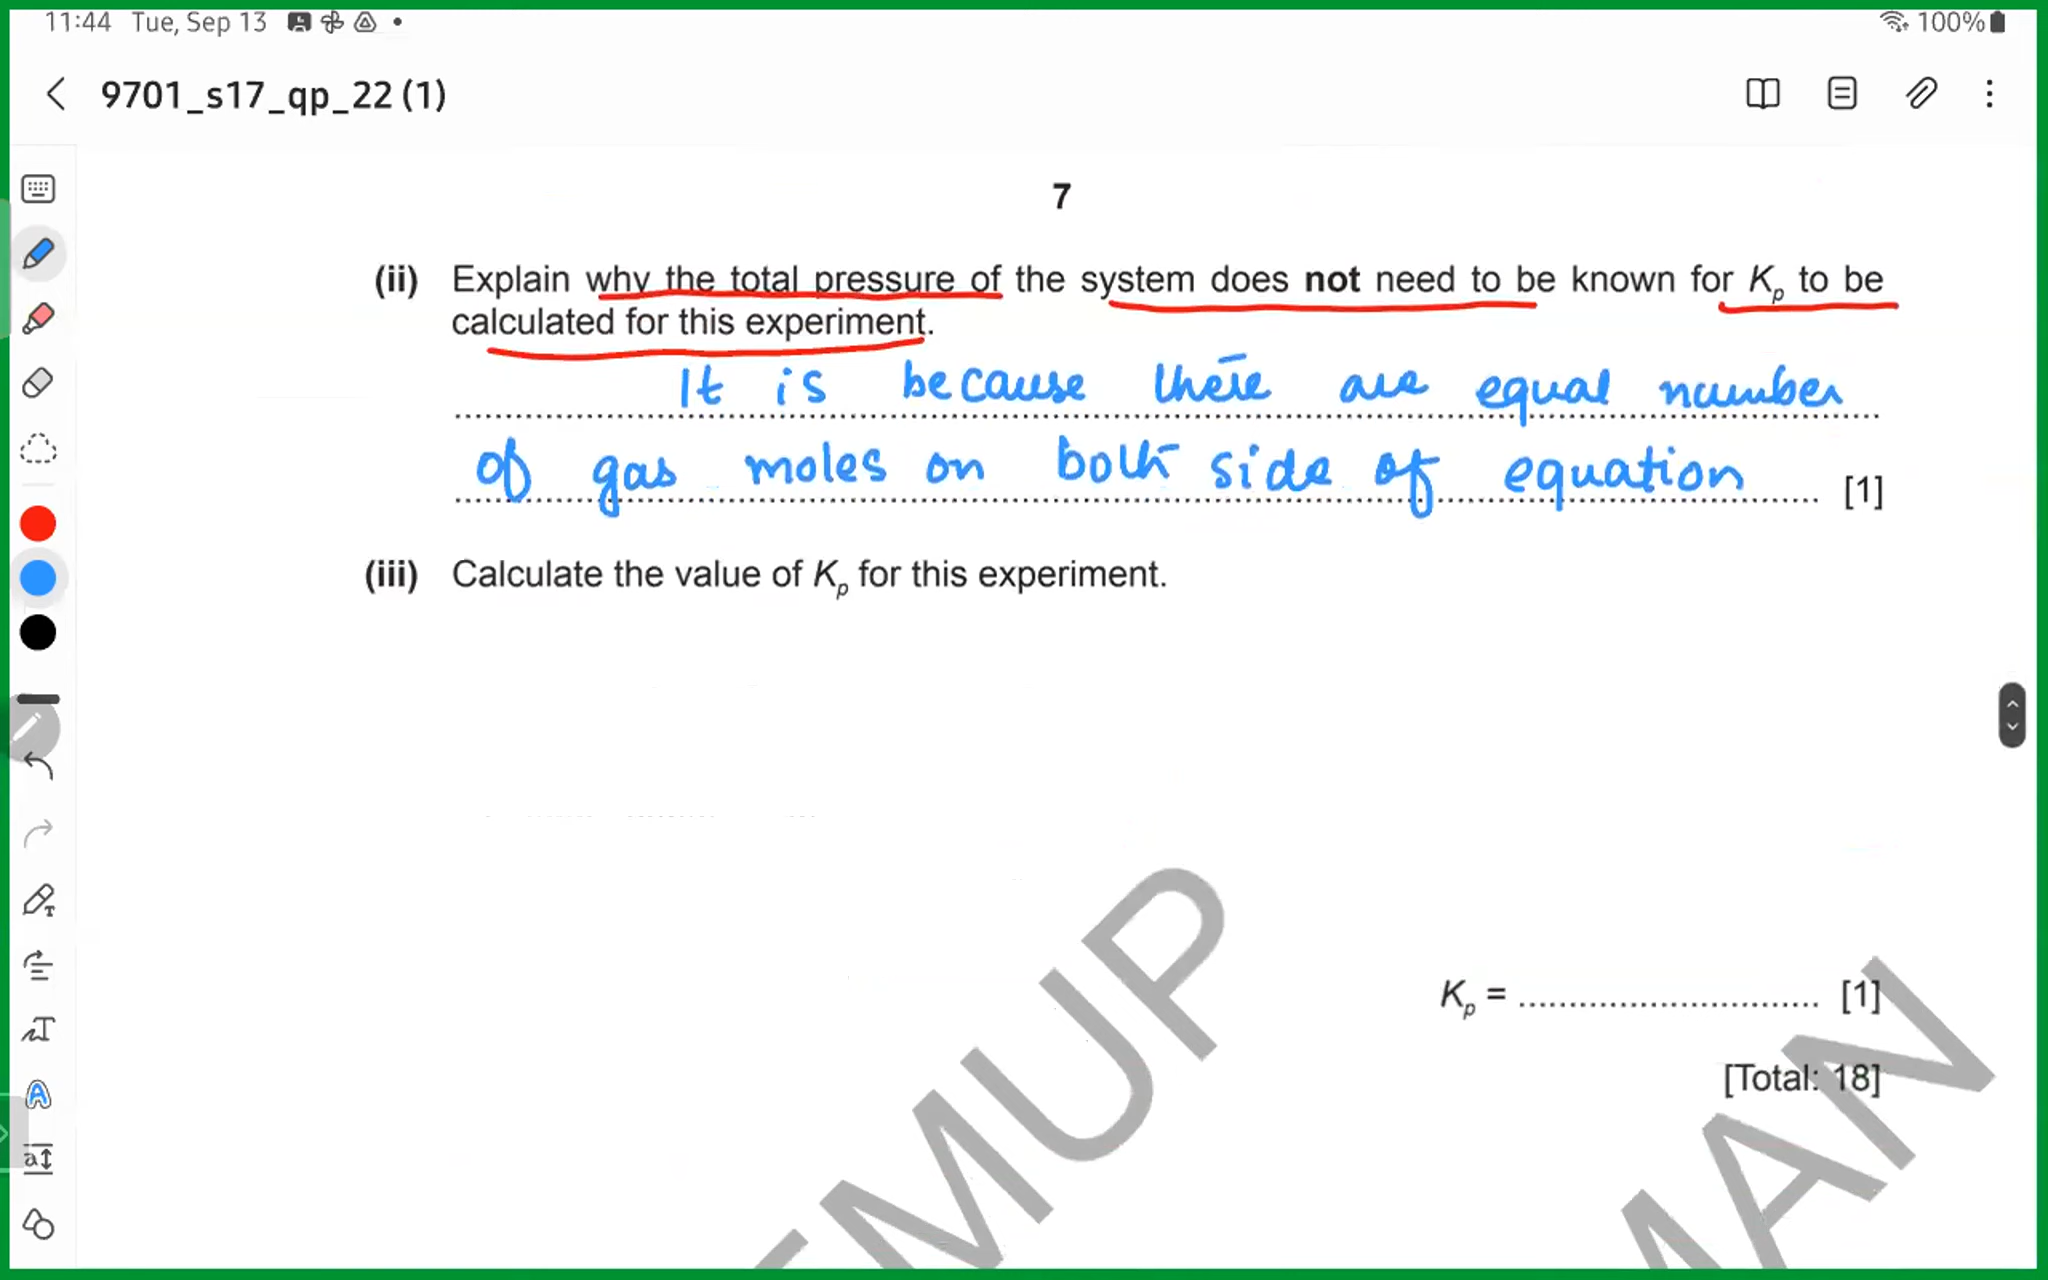 11:44 Tue, Sep 13
100%
9701_s17_qp_22 (1)
7
(ii) Explain why the total pressure of the system does not need to be known for Kp to be
calculated for this experiment.
It is because there are equal number
of gas moles on both side of equation [1]
(iii) Calculate the value of Kp for this experiment.
Kp = .............................. [1]
[Total: 18]
EMUP
MAN